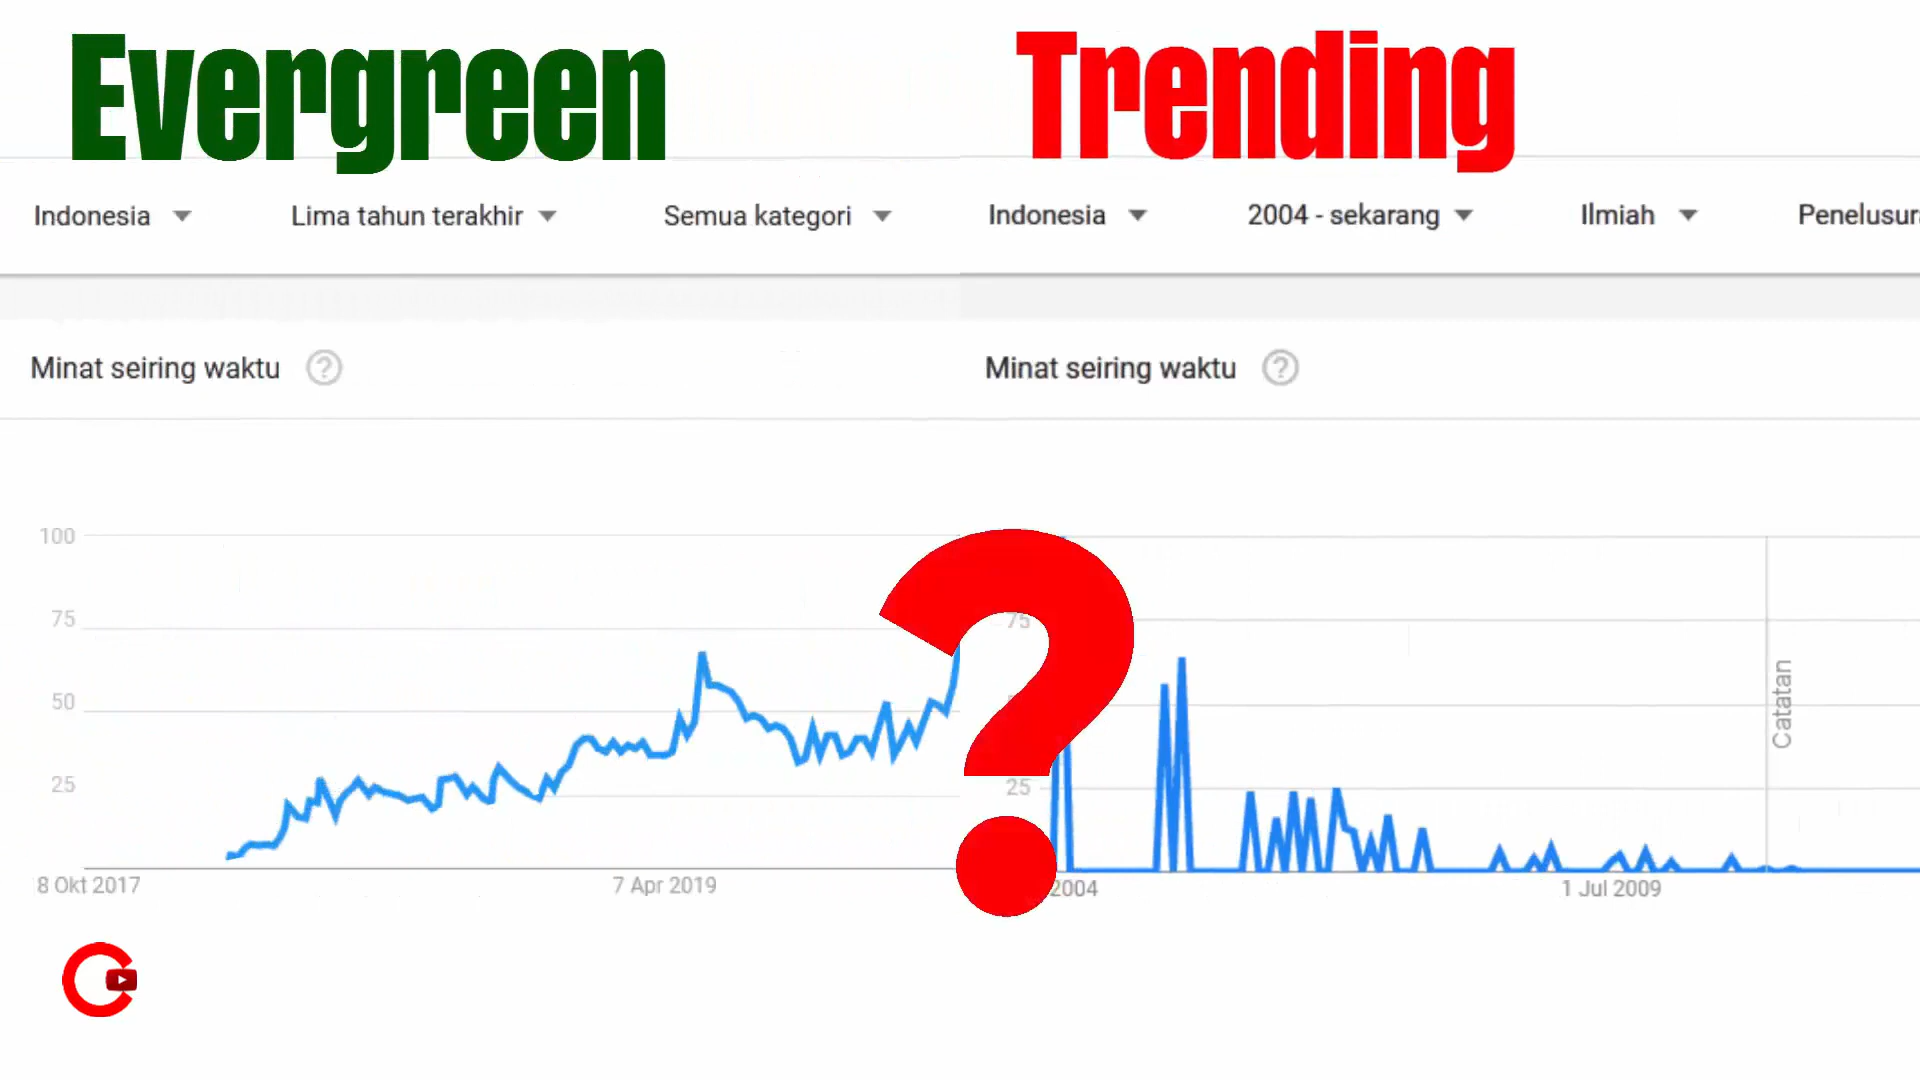 Evergreen
Trending
Indonesia Lima tahun terakhir Semua kategori
Indonesia 2004 - sekarang Ilmiah
Minat seiring waktu ?
Minat seiring waktu ?
100
75
50
25
8 Okt 2017 7 Apr 2019
?
75
25
2004 1 Jul 2009
Catatan